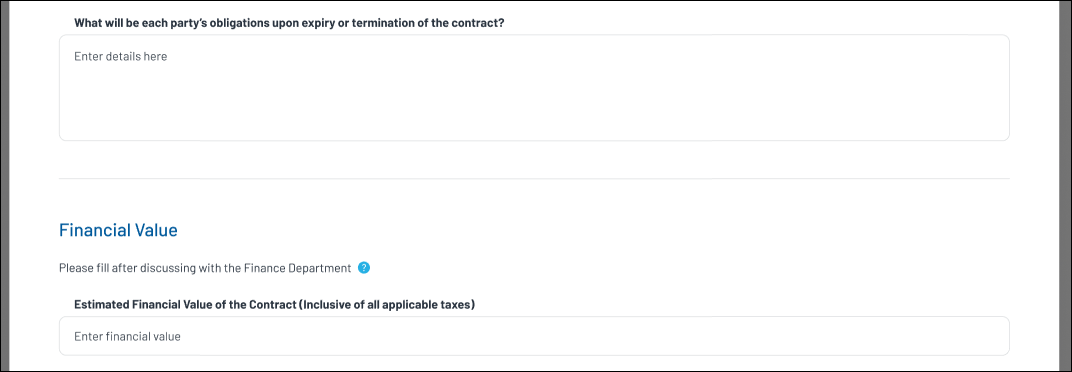 What will be each party's obligations upon expiry or termination of the contract?
Enter details here
Financial Value
Please fill after discussing with the Finance Department ?
Estimated Financial Value of the Contract (Inclusive of all applicable taxes)
Enter financial value